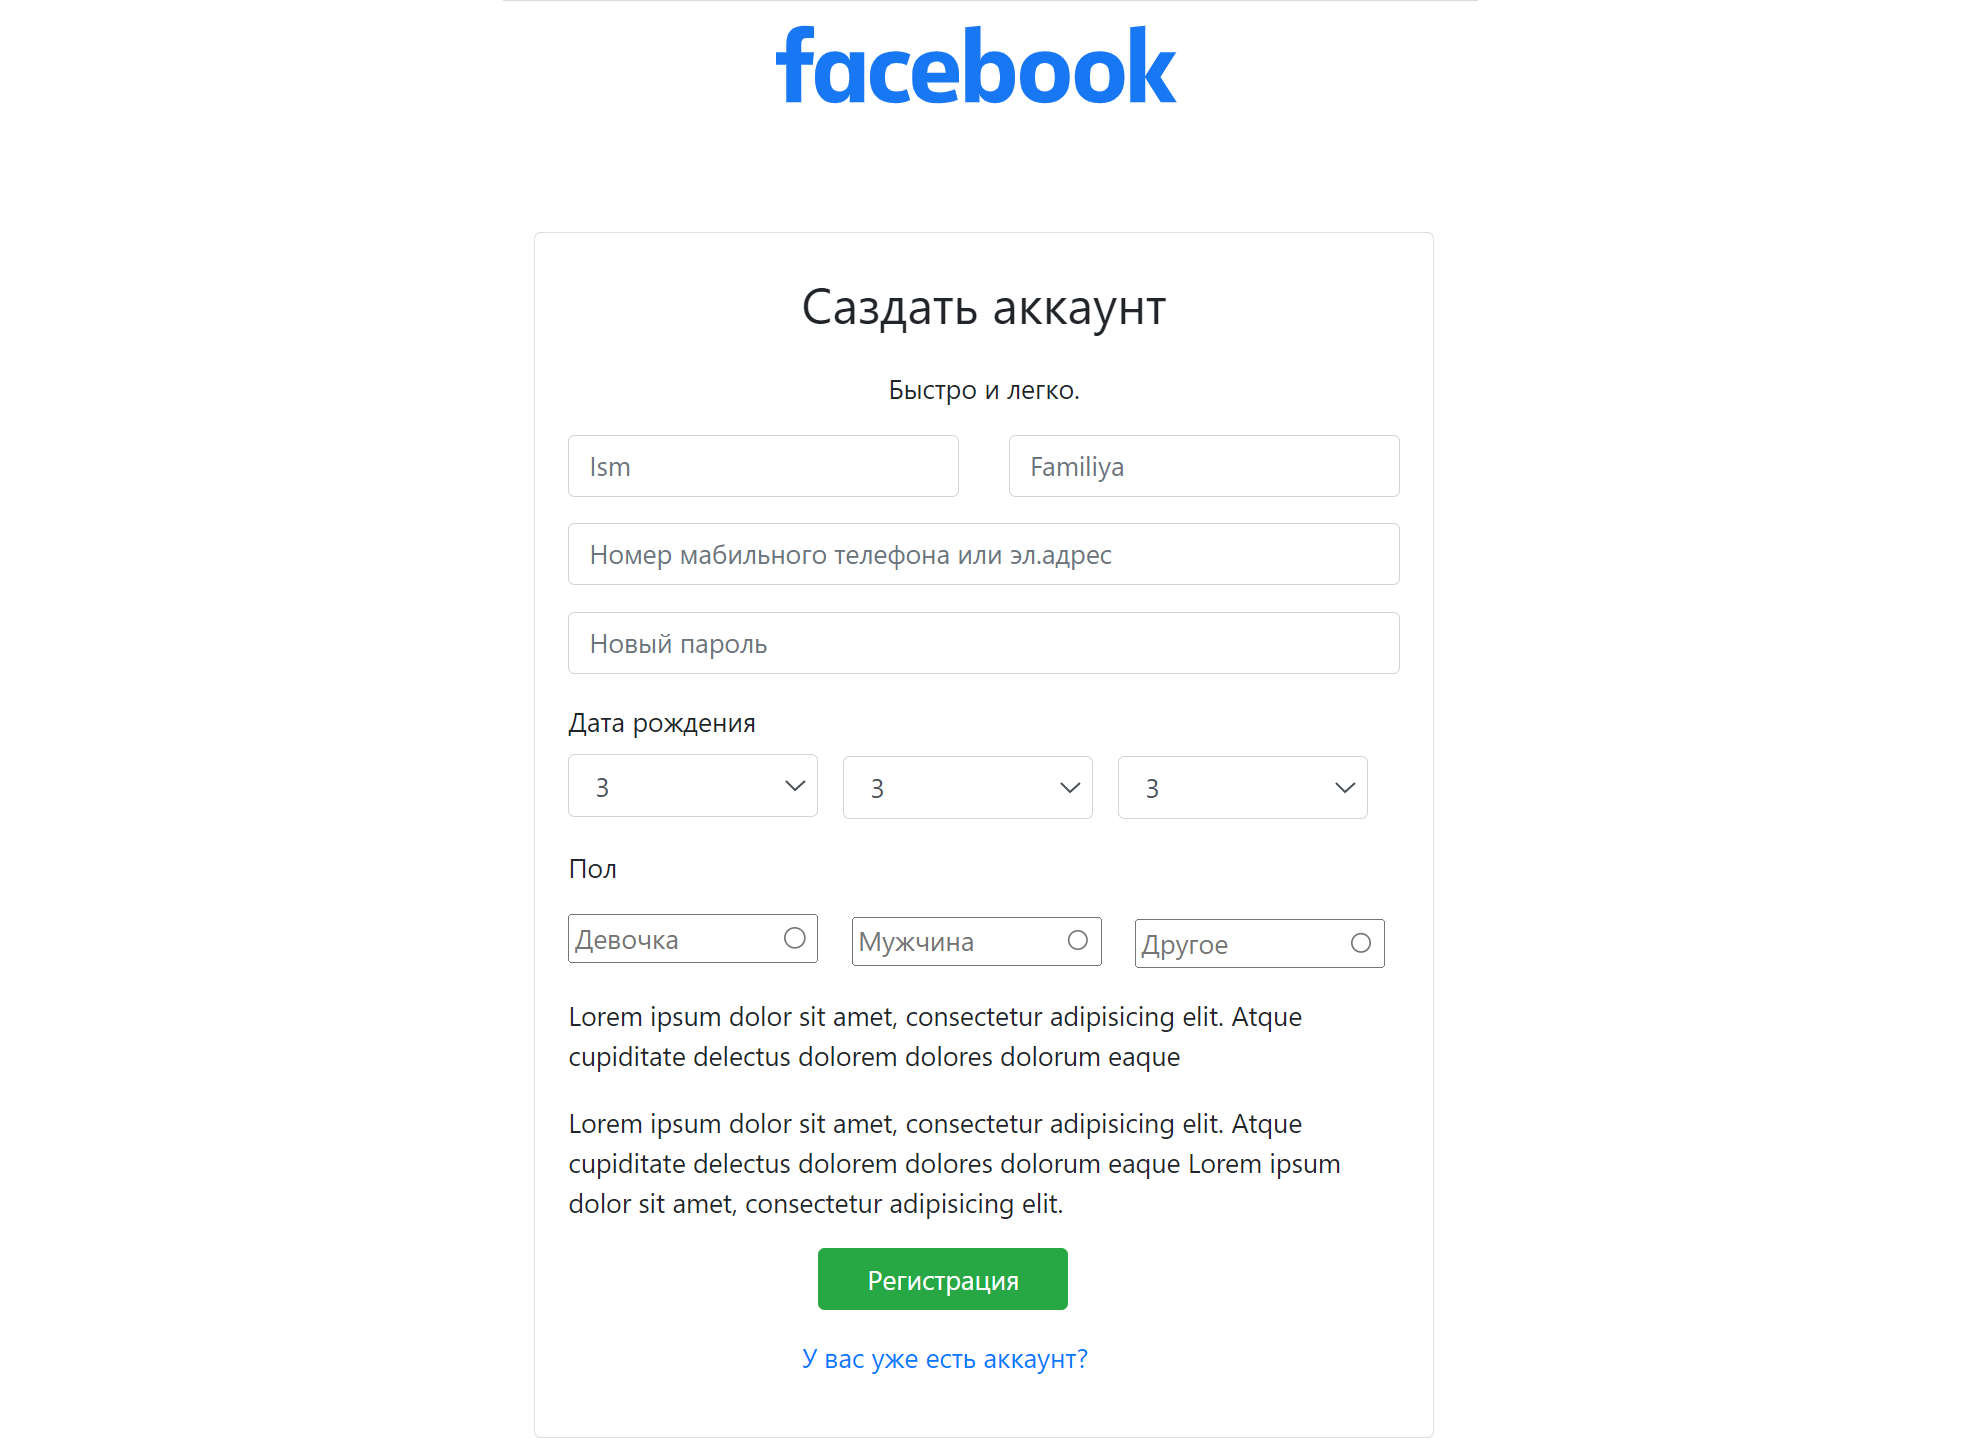 facebook
Саздать аккаунт
Быстро и легко.
Ism Familiya
Номер мабильного телефона или эл.адрес
Новый пароль
Дата рождения
3 3 3
Пол
Девочка Мужчина Другое
Lorem ipsum dolor sit amet, consectetur adipisicing elit. Atque
cupiditate delectus dolorem dolores dolorum eaque
Lorem ipsum dolor sit amet, consectetur adipisicing elit. Atque
cupiditate delectus dolorem dolores dolorum eaque Lorem ipsum
dolor sit amet, consectetur adipisicing elit.
Регистрация
У вас уже есть аккаунт?